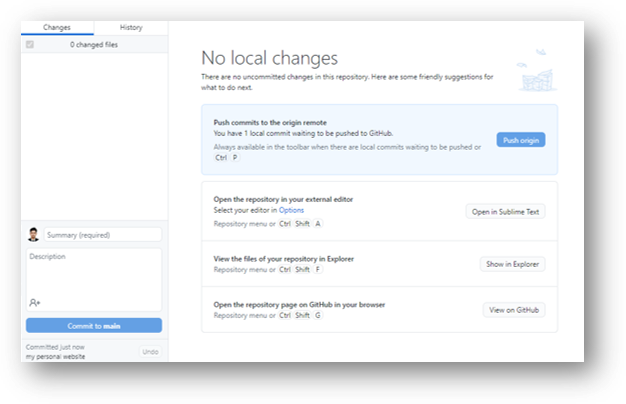 Changes
History
0 changed files
No local changes
There are no uncommitted changes in this repository. Here are some friendly suggestions for
what to do next.
Push commits to the origin remote
You have 1 local commit waiting to be pushed to GitHub.
Always available in the toolbar when there are local commits waiting to be pushed or
Ctrl P
Push origin
Open the repository in your external editor
Select your editor in Options
Repository menu or Ctrl Shift A
Open in Sublime Text
View the files of your repository in Explorer
Repository menu or Ctrl Shift F
Show in Explorer
Open the repository page on GitHub in your browser
Repository menu or Ctrl Shift G
View on GitHub
Summary (required)
Description
Commit to main
Committed just now
my personal website
Undo